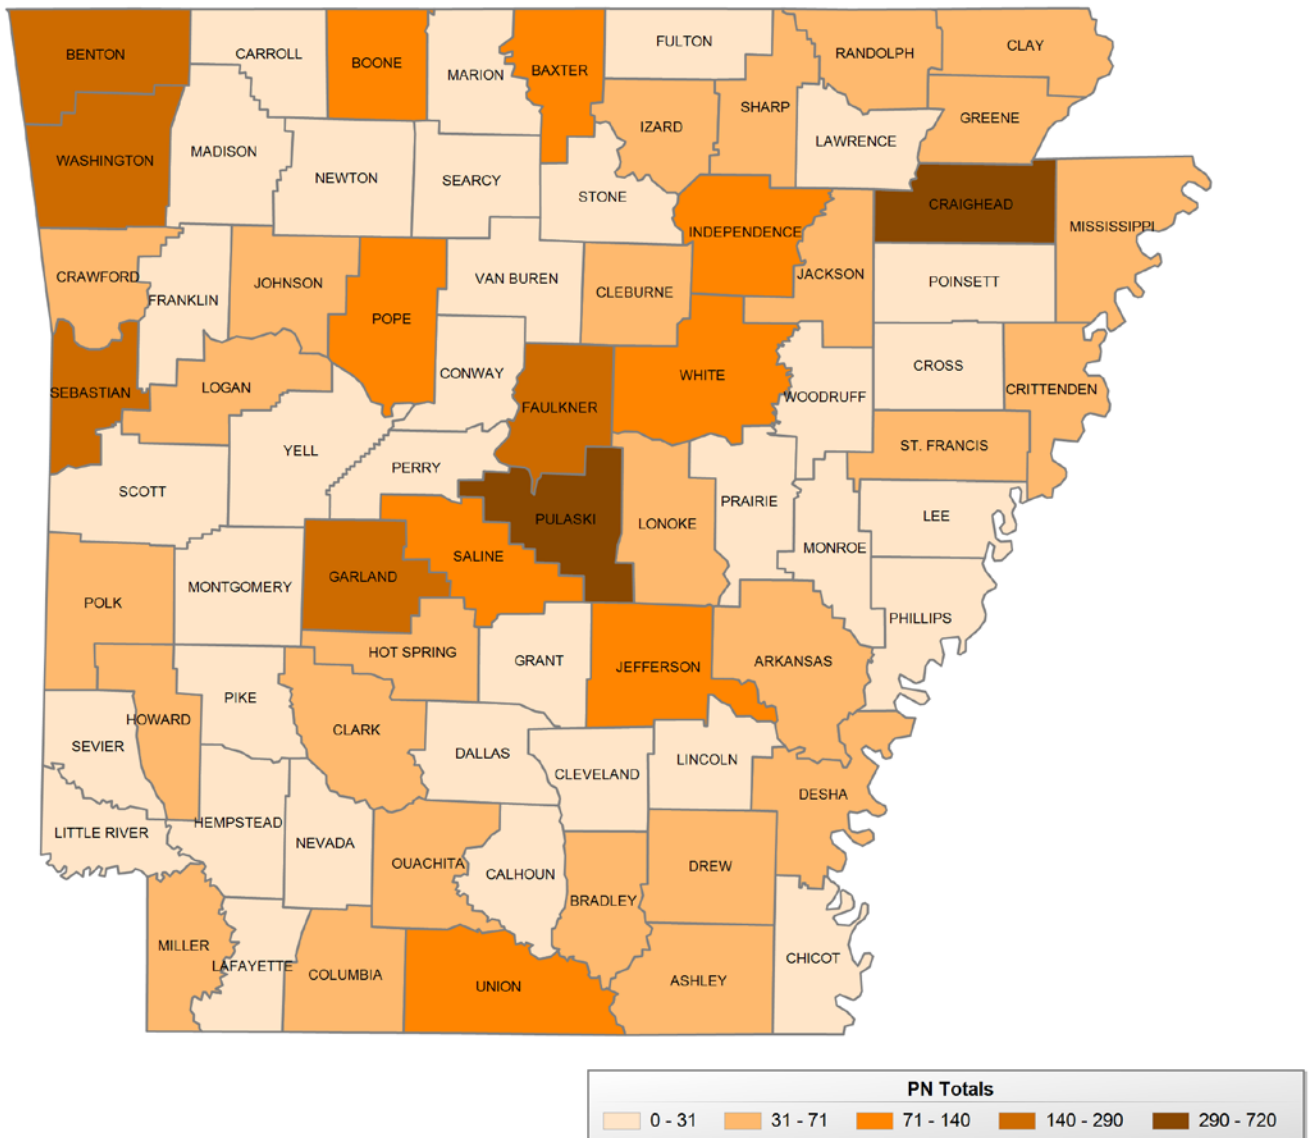 BENTON
CARROLL
BOONE
MARION
BAXTER
FULTON
RANDOLPH
CLAY
SHARP
IZARD
GREENE
LAWRENCE
WASHINGTON
MADISON
NEWTON
SEARCY
STONE
CRAIGHEAD
MISSISSIPPI
INDEPENDENCE
JACKSON
CRAWFORD
FRANKLIN
JOHNSON
POPE
VAN BUREN
CLEBURNE
POINSETT
SEBASTIAN
LOGAN
CONWAY
FAULKNER
WHITE
WOODRUFF
CROSS
CRITTENDEN
YELL
PERRY
ST. FRANCIS
SCOTT
PULASKI
LONOKE
PRAIRIE
LEE
MONROE
SALINE
GARLAND
MONTGOMERY
POLK
PHILLIPS
HOT SPRING
GRANT
JEFFERSON
ARKANSAS
PIKE
HOWARD
CLARK
SEVIER
DALLAS
CLEVELAND
LINCOLN
DESHA
LITTLE RIVER
HEMPSTEAD
NEVADA
OUACHITA
CALHOUN
DREW
BRADLEY
MILLER
LAFAYETTE
COLUMBIA
UNION
ASHLEY
CHICOT
PN Totals
0 - 31 31 - 71 71 - 140 140 - 290 290 - 720